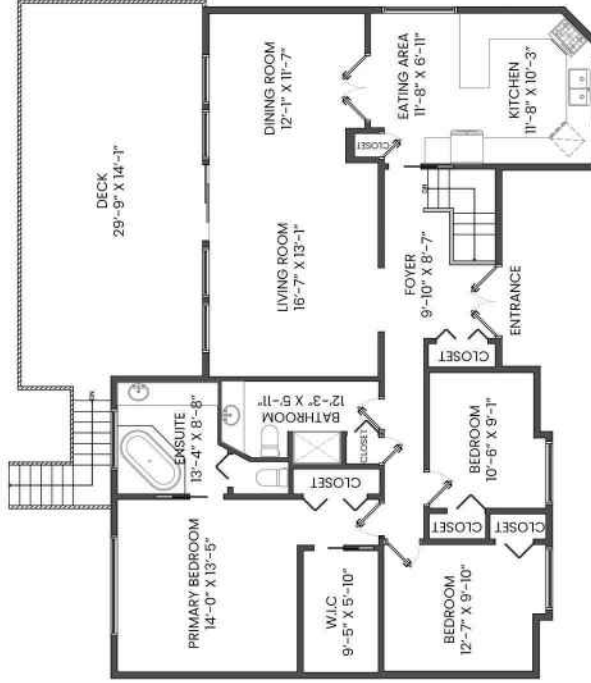 DECK
29'-9" X 14'-1"
DINING ROOM
12'-1" X 11'-7"
EATING AREA
11'-8" X 6'-11"
KITCHEN
11'-8" X 10'-3"
CLOSET
DN
LIVING ROOM
16'-7" X 13'-1"
FOYER
9'-10" X 8'-7"
ENTRANCE
CLOSET
DN
ENSUITE
13'-4" X 8'-8"
BATHROOM
12'-3" X 5'-11"
CLOSET
BEDROOM
10'-6" X 9'-1"
CLOSET
CLOSET
CLOSET
PRIMARY BEDROOM
14'-0" X 13'-5"
W.I.C
9'-5" X 5'-10"
BEDROOM
12'-7" X 9'-10"